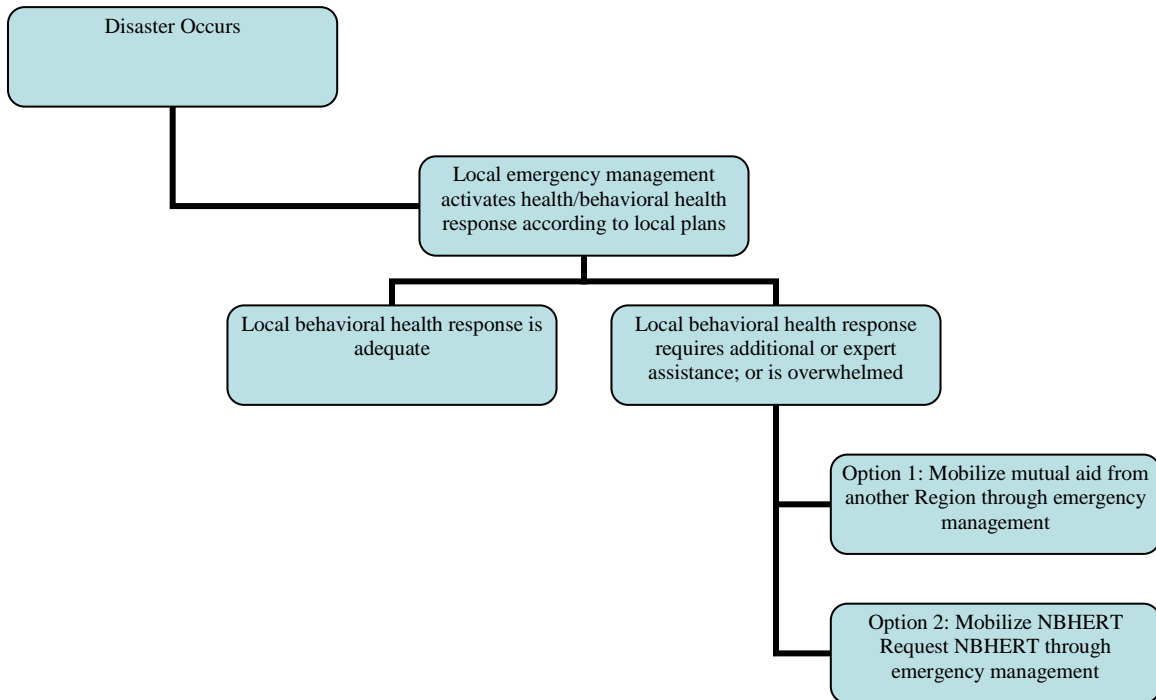 Disaster Occurs
Local emergency management
activates health/behavioral health
response according to local plans
Local behavioral health response is
adequate
Local behavioral health response
requires additional or expert
assistance; or is overwhelmed
Option 1: Mobilize mutual aid from
another Region through emergency
management
Option 2: Mobilize NBHERT
Request NBHERT through
emergency management